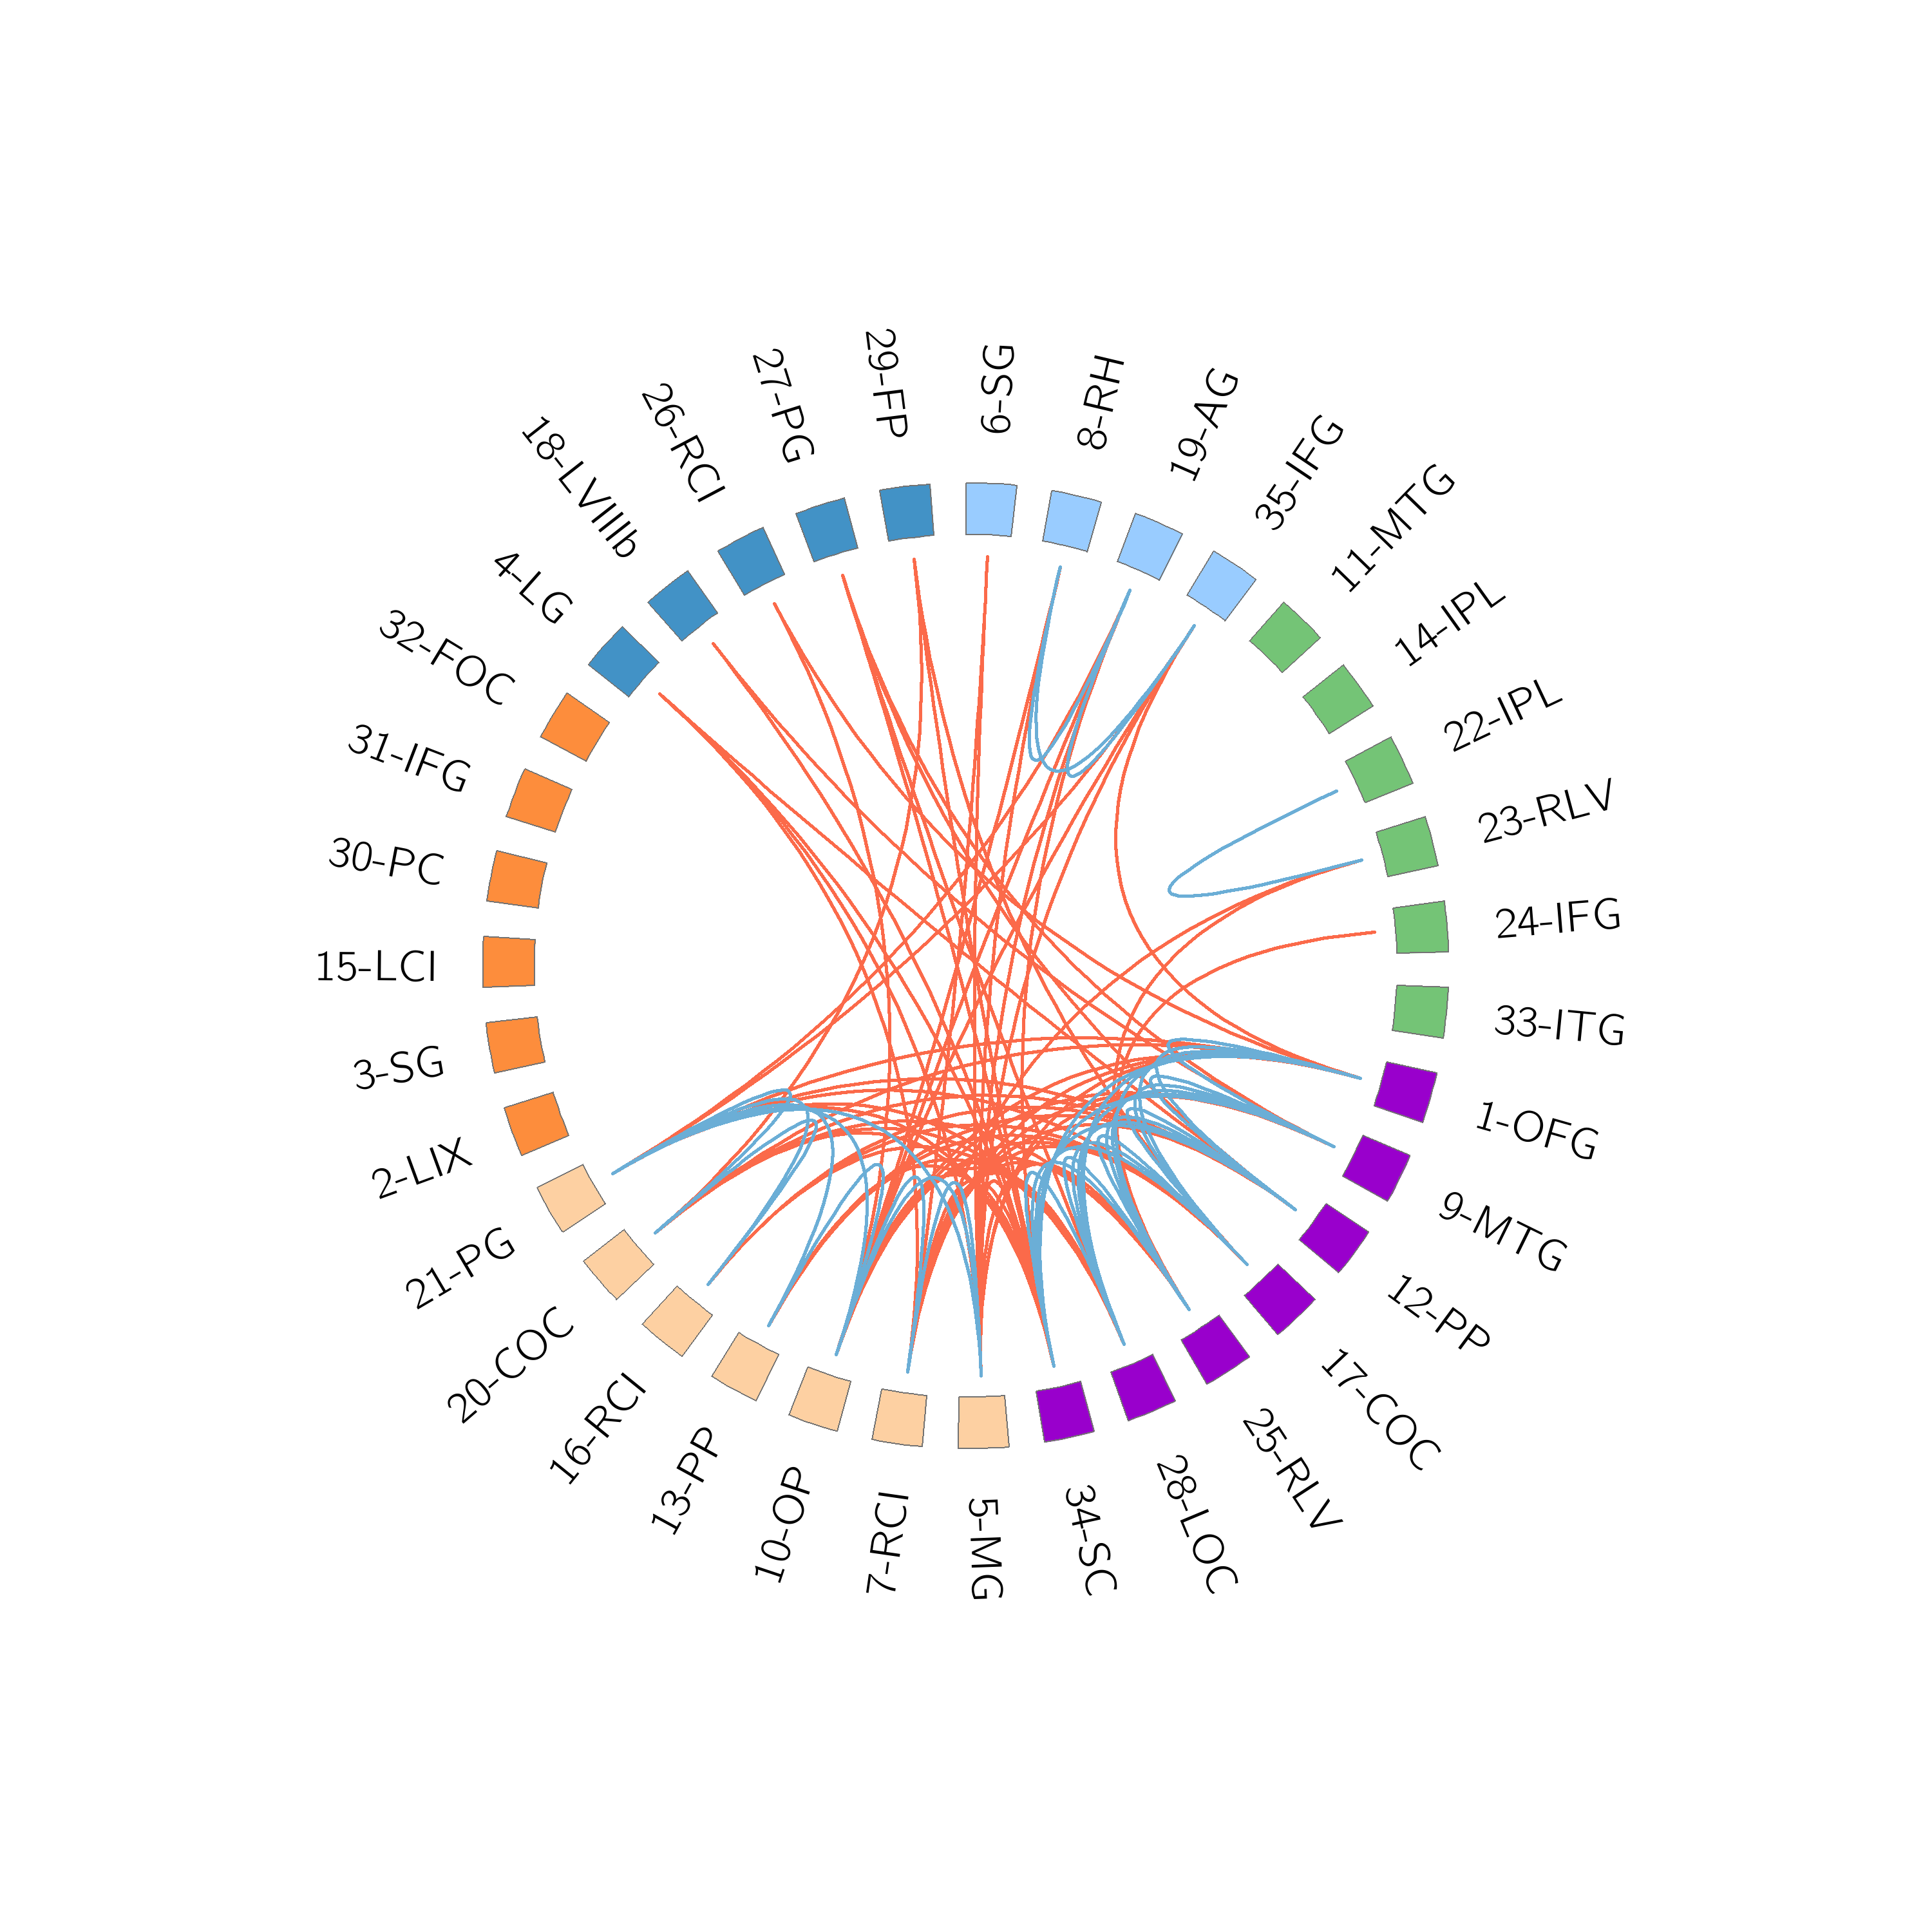 6-SG
8-RH
19-AG
35-IFG
11-MTG
14-IPL
22-IPL
23-RLV
24-IFG
33-ITG
1-OFG
9-MTG
12-PP
17-COC
25-RLV
28-LOC
34-SC
5-MG
7-RCI
10-OP
13-PP
16-RCI
20-COC
21-PG
2-LIX
3-SG
15-LCI
30-PC
31-IFG
32-FOC
4-LG
18-LVIIIb
26-RCI
27-PG
29-FP